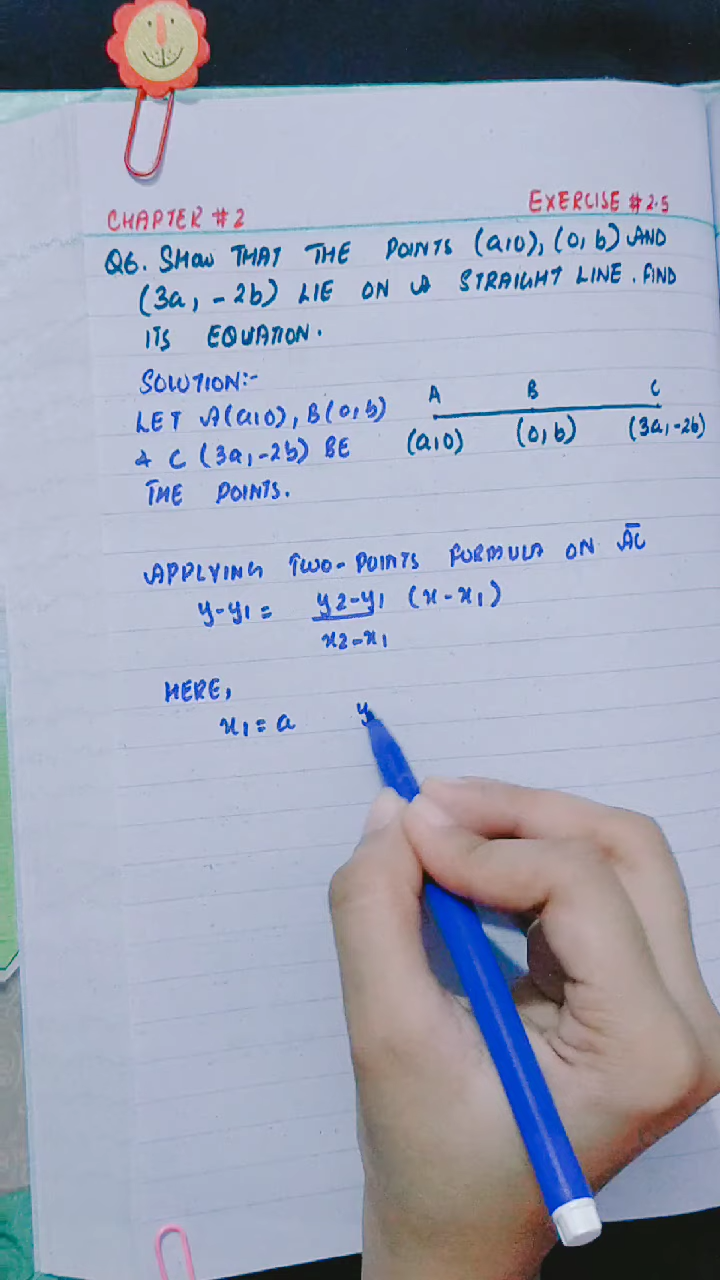 CHAPTER # 2
EXERCISE # 2.5
Q6. SHOW THAT THE POINTS (a,0), (0, b) AND
(3a, -2b) LIE ON A STRAIGHT LINE. FIND
ITS EQUATION.
SOLUTION:-
LET A(a,0), B(0,b)
& C (3a,-2b) BE
THE POINTS.
A B C
(a,0) (0,b) (3a,-2b)
APPLYING TWO-POINTS FORMULA ON A̅C̅
y-y₁ = y₂-y₁ (x-x₁)
x₂-x₁
HERE,
x₁ = a y